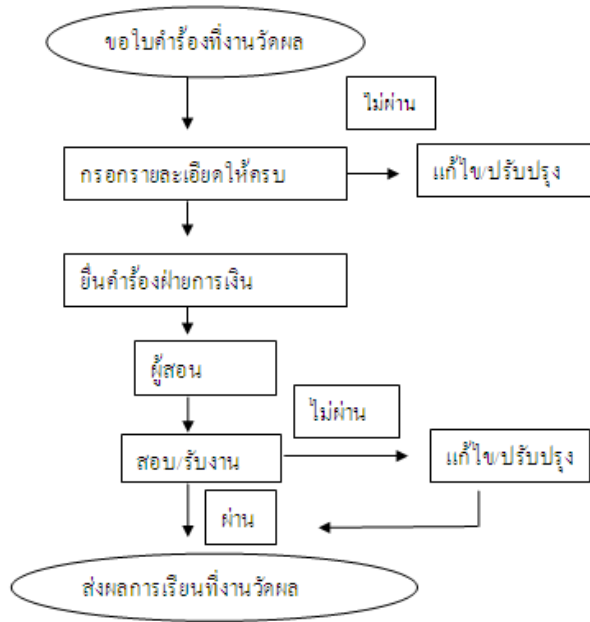 ขอใบคำร้องที่งานวัดผล
ไม่ผ่าน
กรอกรายละเอียดให้ครบ
แก้ไข/ปรับปรุง
ยื่นคำร้องฝ่ายการเงิน
ผู้สอน
ไม่ผ่าน
สอบ/รับงาน
แก้ไข/ปรับปรุง
ผ่าน
ส่งผลการเรียนที่งานวัดผล